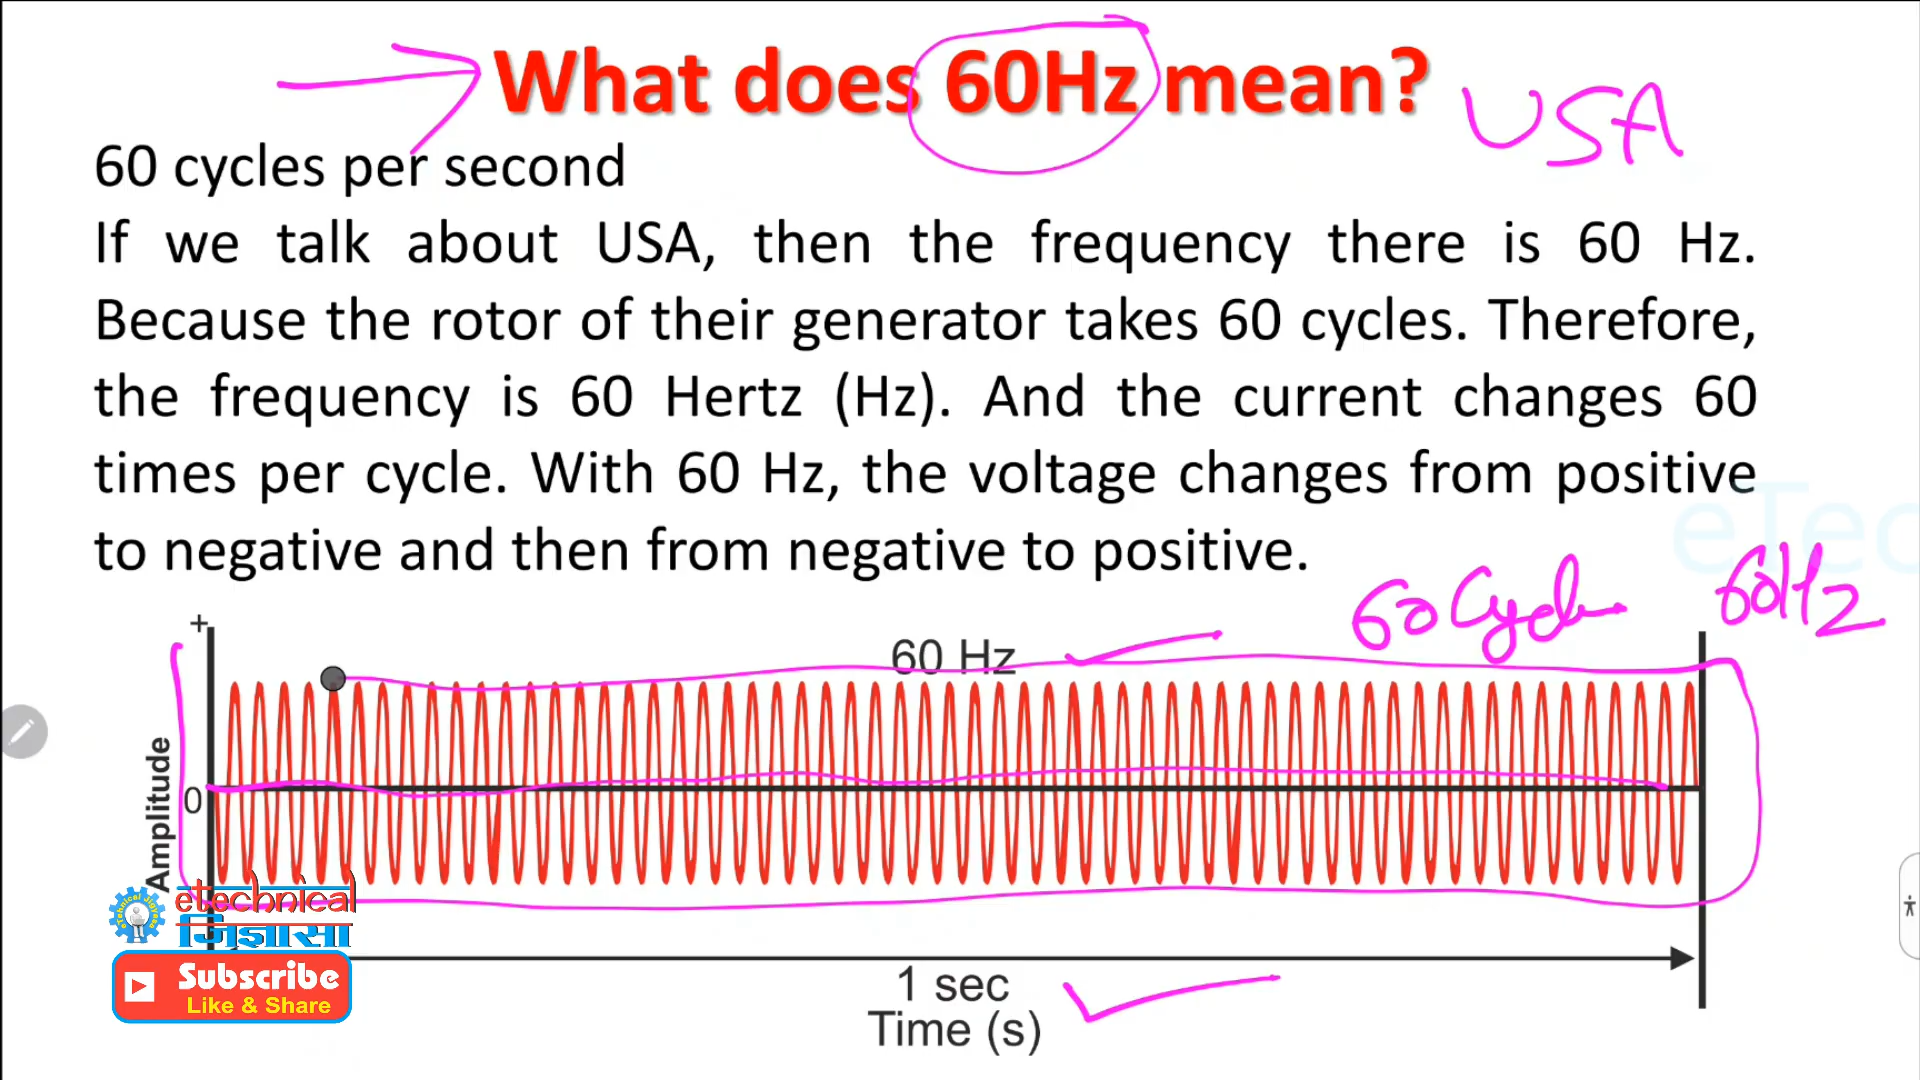 What does 60Hz mean?
USA
60 cycles per second
If we talk about USA, then the frequency there is 60 Hz.
Because the rotor of their generator takes 60 cycles. Therefore,
the frequency is 60 Hertz (Hz). And the current changes 60
times per cycle. With 60 Hz, the voltage changes from positive
to negative and then from negative to positive.
eTec
60 Cycle
60Hz
+
60 Hz
Amplitude
0
eTechnical Jigyasa
eTechnical
जिज्ञासा
Subscribe
Like & Share
1 sec
Time (s)